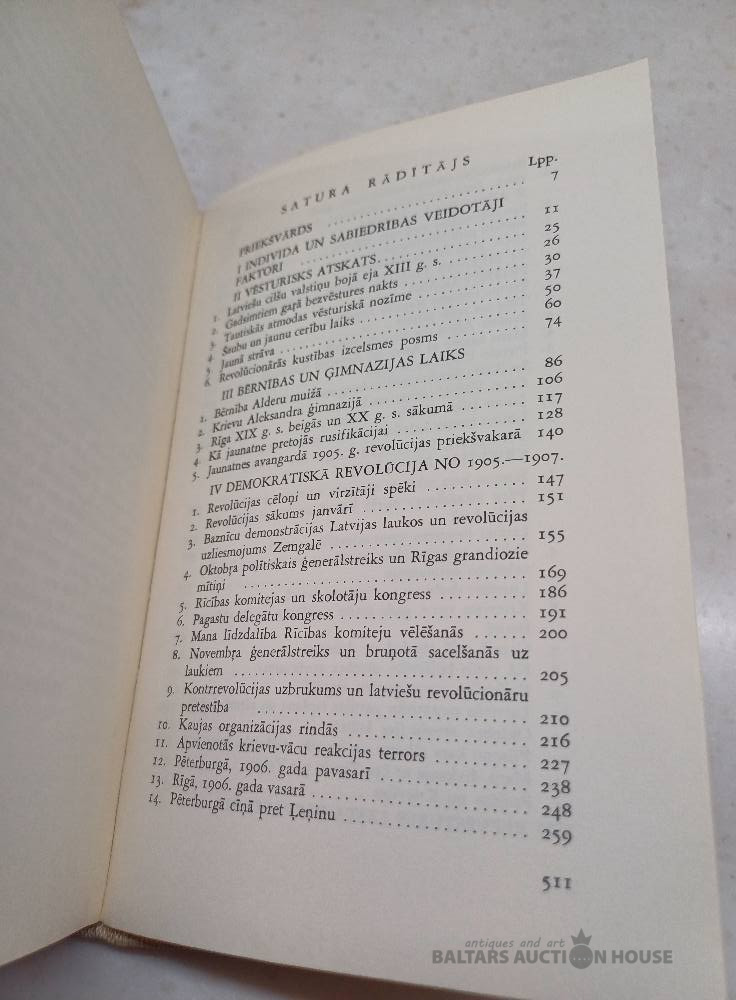 SATURA RĀDĪTĀJS
Lpp.
PRIEKŠVĀRDS . . . 7
I INDIVIDA UN SABIEDRĪBAS VEIDOTĀJI
FAKTORI . . . 11
II VĒSTURISKS ATSKATS. . . . 25
1. Latviešu cilšu valstiņu bojā eja XIII g. s. . . . 26
2. Gadsimtiem gaŗā bezvēstures nakts . . . 30
3. Tautiskās atmodas vēsturiskā nozīme . . . 37
4. Šaubu un jaunu cerību laiks . . . 50
5. Jaunā strāva . . . 60
6. Revolūcionārās kustības izcelsmes posms . . . 74
III BĒRNĪBAS UN ĢIMNAZIJAS LAIKS
1. Bērnība Alderu muižā . . . 86
2. Krievu Aleksandra ģimnazijā . . . 106
3. Rīga XIX g. s. beigās un XX g. s. sākumā . . . 117
4. Kā jaunatne pretojās rusifikācijai . . . 128
5. Jaunatnes avangardā 1905. g. revolūcijas priekšvakarā 140
IV DEMOKRATISKĀ REVOLŪCIJA NO 1905.—1907.
1. Revolūcijas cēloņi un virzītāji spēki . . . 147
2. Revolūcijas sākums janvārī . . . 151
3. Baznīcu demonstrācijas Latvijas laukos un revolūcijas
uzliesmojums Zemgalē . . . 155
4. Oktobŗa polītiskais ģenerālstreiks un Rīgas grandiozie
mītiņi . . . 169
5. Rīcības komitejas un skolotāju kongress . . . 186
6. Pagastu delegātu kongress . . . 191
7. Mana līdzdalība Rīcības komiteju vēlēšanās . . . 200
8. Novembŗa ģenerālstreiks un bruņotā sacelšanās uz
laukiem . . . 205
9. Kontrrevolūcijas uzbrukums un latviešu revolūcionāru
pretestība . . . 210
10. Kaujas organizācijas rindās . . . 216
11. Apvienotās krievu-vācu reakcijas terrors . . . 227
12. Pēterburgā, 1906. gada pavasarī . . . 238
13. Rīgā, 1906. gada vasarā . . . 248
14. Pēterburgā cīņā pret Ļeņinu . . . 259
511
antiques and art
BALTARS AUCTION HOUSE